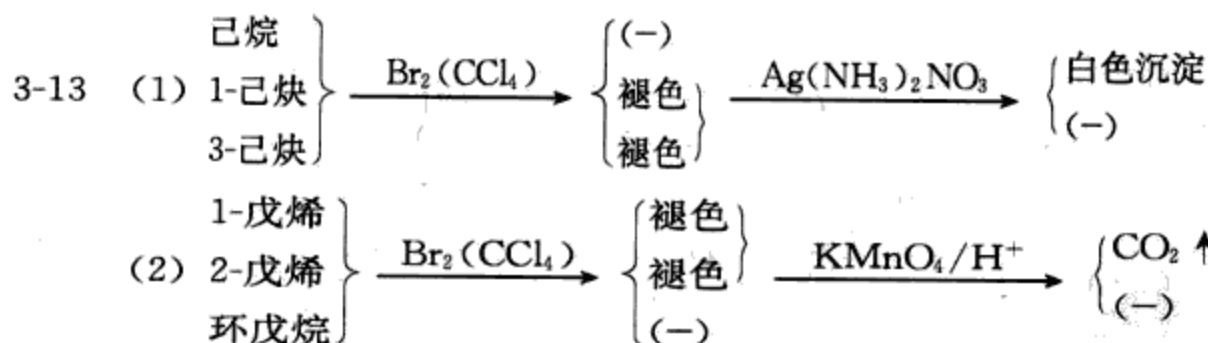 己烷
3-13 (1) 1-己炔
3-己炔
Br₂(CCl₄)
(−)
褪色
褪色
Ag(NH₃)₂NO₃
白色沉淀
(−)
1-戊烯
(2) 2-戊烯
环戊烷
Br₂(CCl₄)
褪色
褪色
(−)
KMnO₄/H⁺
CO₂↑
(−)